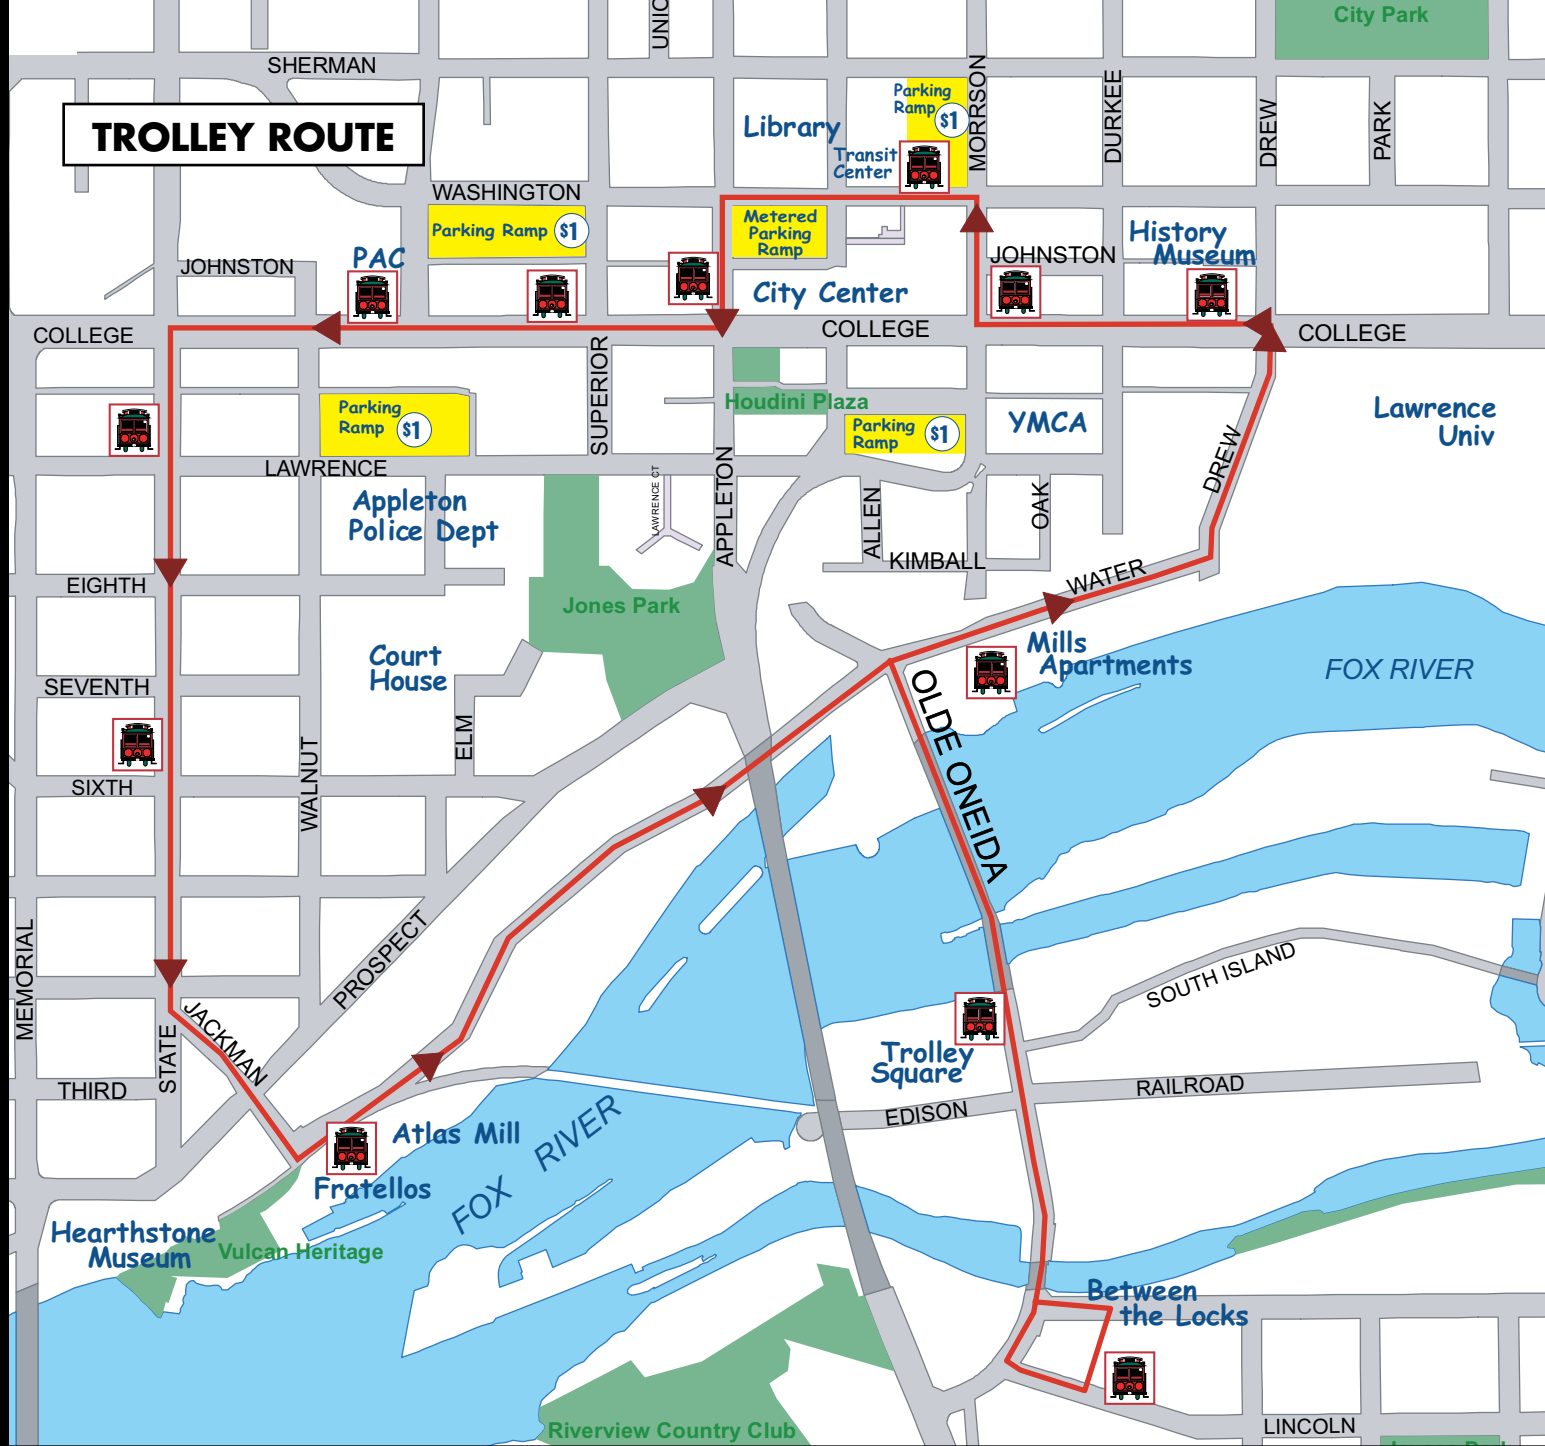 City Park
UNIO
SHERMAN
TROLLEY ROUTE
Library
Parking
Ramp
$1
MORRSON
DURKEE
DREW
PARK
Transit
Center
WASHINGTON
Parking Ramp $1
Metered
Parking
Ramp
PAC
JOHNSTON
JOHNSTON
History
Museum
City Center
COLLEGE
COLLEGE
COLLEGE
SUPERIOR
Houdini Plaza
Parking
Ramp
$1
Parking
Ramp
$1
YMCA
Lawrence
Univ
DREW
LAWRENCE
LAWRENCE CT
APPLETON
ALLEN
OAK
Appleton
Police Dept
KIMBALL
WATER
EIGHTH
Jones Park
Court
House
Mills
Apartments
FOX RIVER
SEVENTH
ELM
WALNUT
OLDE ONEIDA
SIXTH
MEMORIAL
PROSPECT
SOUTH ISLAND
JACKMAN
STATE
Trolley
Square
THIRD
RAILROAD
EDISON
Atlas Mill
FOX RIVER
Fratellos
Hearthstone
Museum
Vulcan Heritage
Between
the Locks
Riverview Country Club
LINCOLN